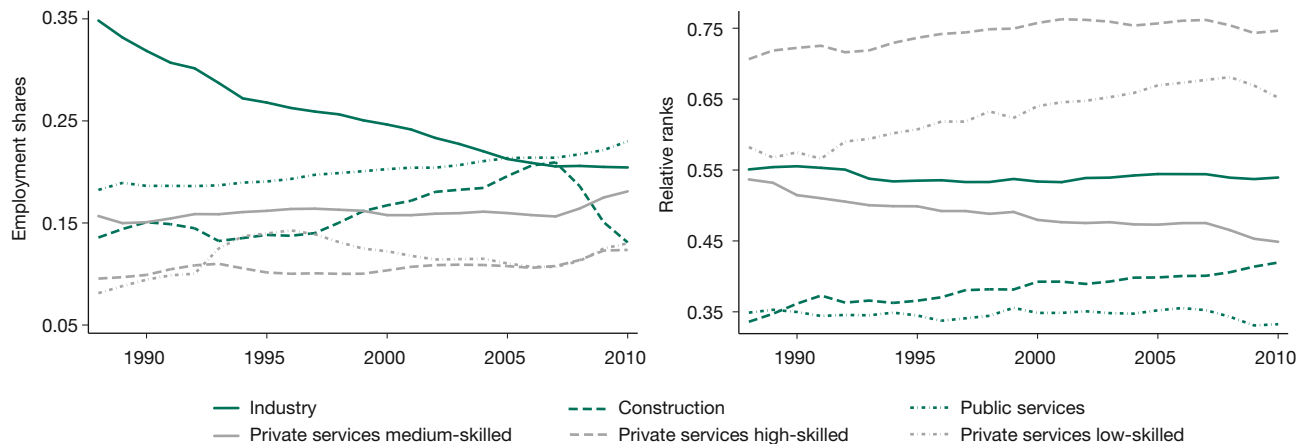 Employment shares
0.35
0.25
0.15
0.05
1990 1995 2000 2005 2010
Relative ranks
0.75
0.65
0.55
0.45
0.35
1990 1995 2000 2005 2010
Industry Construction Public services
Private services medium-skilled Private services high-skilled Private services low-skilled